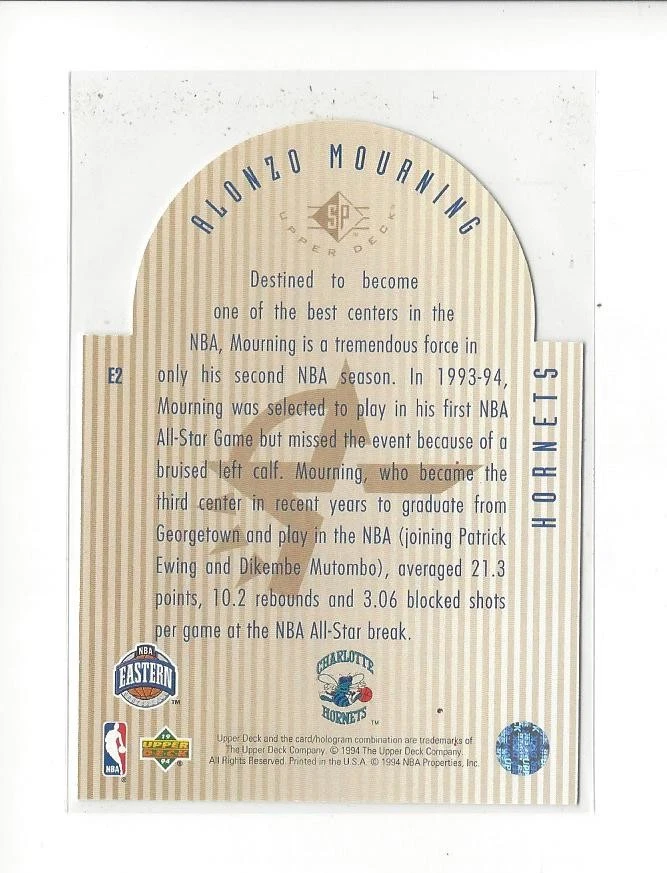 ALONZO MOURNING
SP
UPPER DECK
Destined to become
one of the best centers in the
NBA, Mourning is a tremendous force in
E2
only his second NBA season. In 1993-94,
Mourning was selected to play in his first NBA
All-Star Game but missed the event because of a
bruised left calf. Mourning, who became the
third center in recent years to graduate from
Georgetown and play in the NBA (joining Patrick
Ewing and Dikembe Mutombo), averaged 21.3
points, 10.2 rebounds and 3.06 blocked shots
per game at the NBA All-Star break.
HORNETS
NBA
EASTERN
TM
CHARLOTTE
HORNETS
TM
NBA
®
19
UPPER
DECK
94
®
Upper Deck and the card/hologram combination are trademarks of
The Upper Deck Company. © 1994 The Upper Deck Company.
All Rights Reserved. Printed in the U.S.A. © 1994 NBA Properties, Inc.